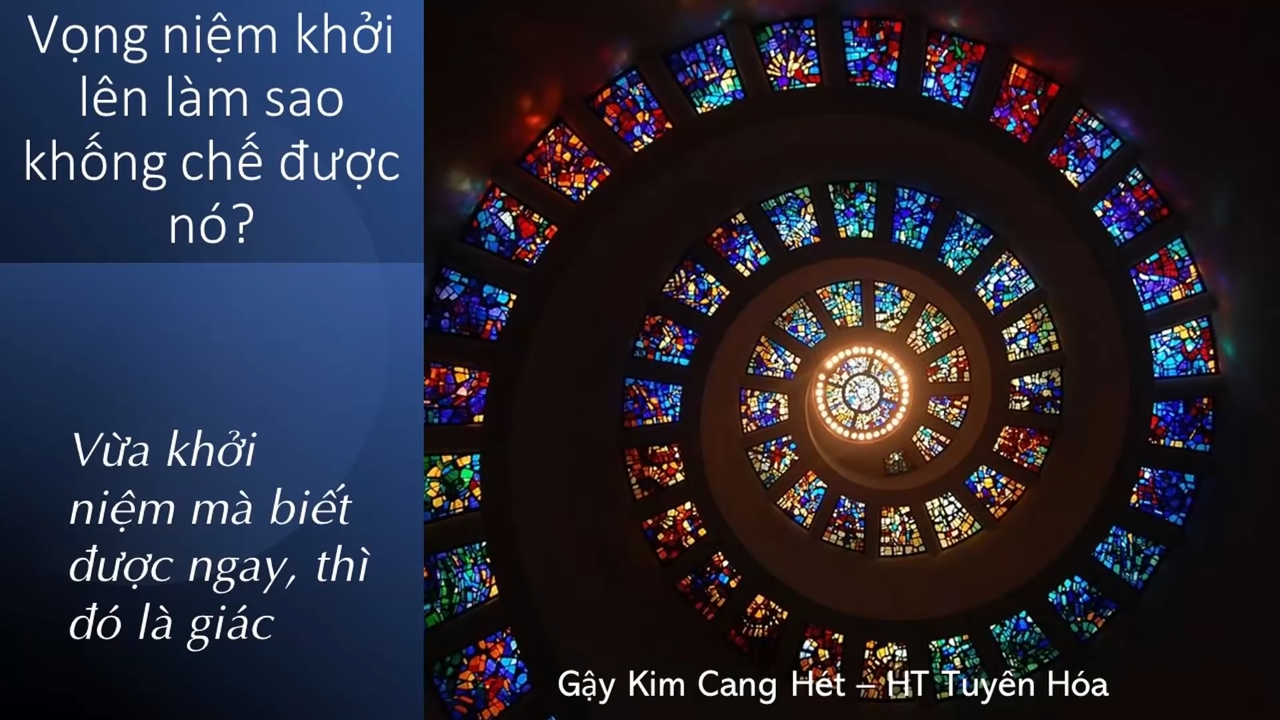 Vọng niệm khởi
lên làm sao
khống chế được
nó?
Vừa khởi
niệm mà biết
được ngay, thì
đó là giác
Gậy Kim Cang Hét – HT Tuyên Hóa